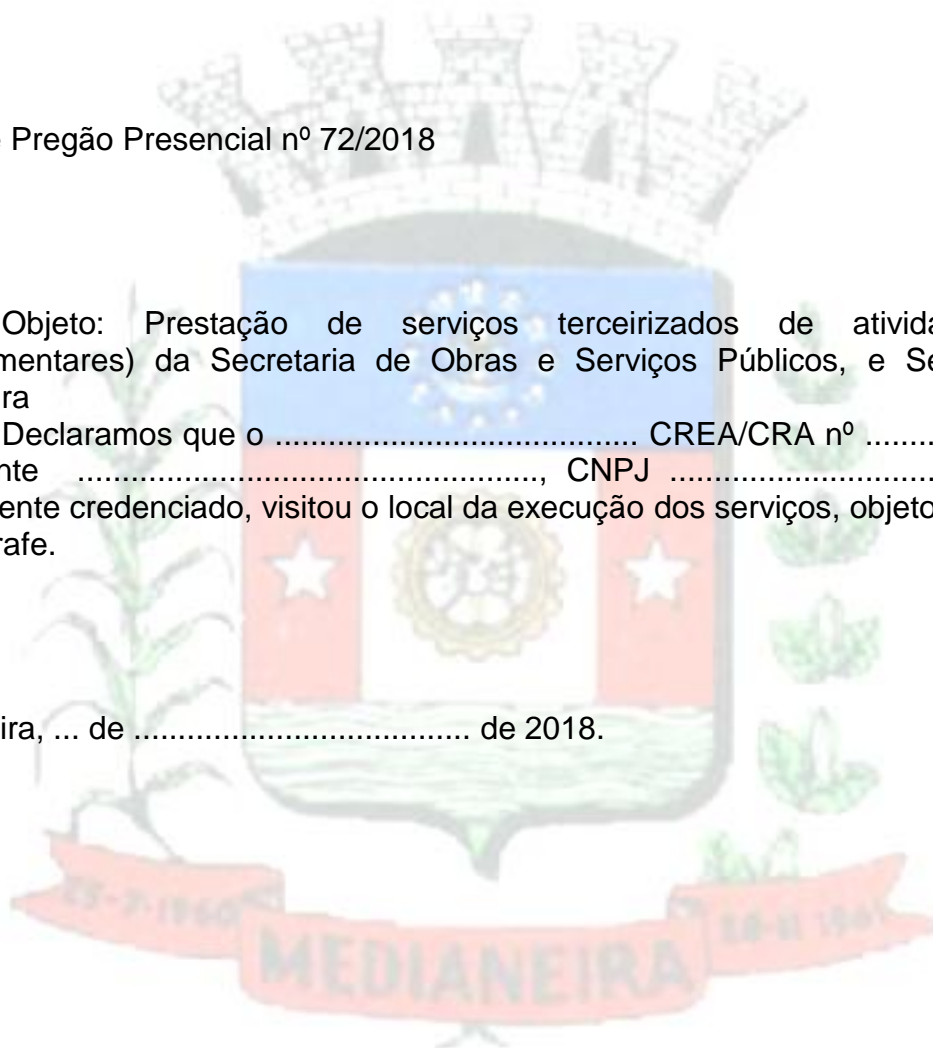 Pregão Presencial nº 72/2018
Objeto: Prestação de serviços terceirizados de ativida
mentares) da Secretaria de Obras e Serviços Públicos, e Se
ra
Declaramos que o ......................................... CREA/CRA nº ........
nte ...................................................., CNPJ ..............................
ente credenciado, visitou o local da execução dos serviços, objeto
rafe.
ira, ... de ...................................... de 2018.
25-7-1960
MEDIANEIRA
28-11 1961